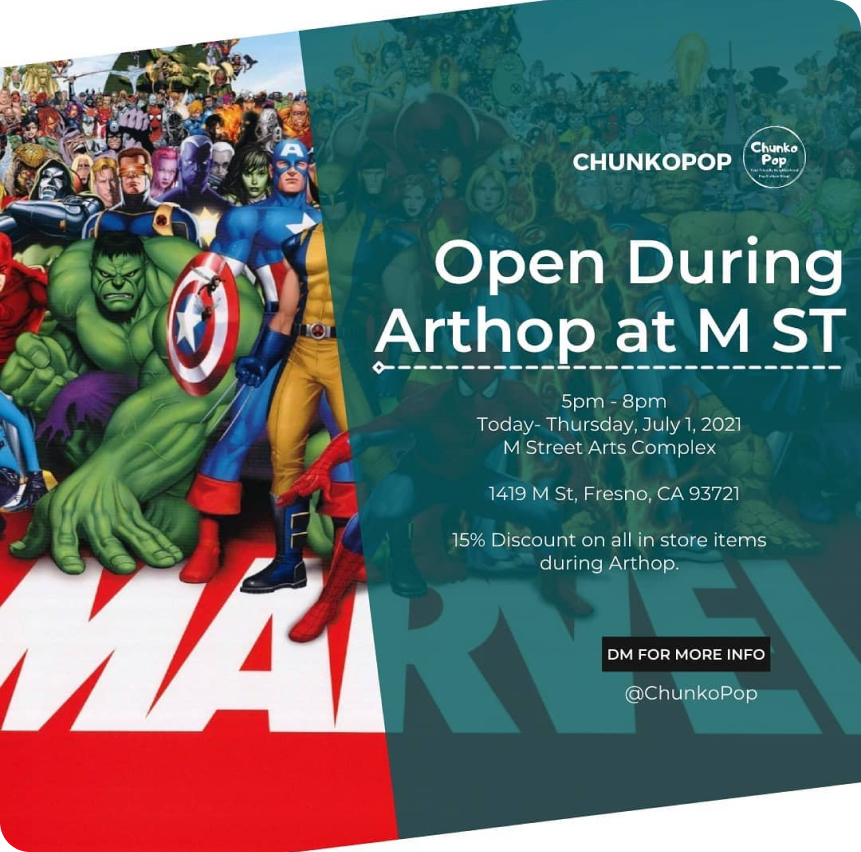 CHUNKOPOP
Chunko
Pop
Open During
Arthop at M ST
5pm - 8pm
Today- Thursday, July 1, 2021
M Street Arts Complex
1419 M St, Fresno, CA 93721
15% Discount on all in store items
during Arthop.
DM FOR MORE INFO
@ChunkoPop
MARVEL